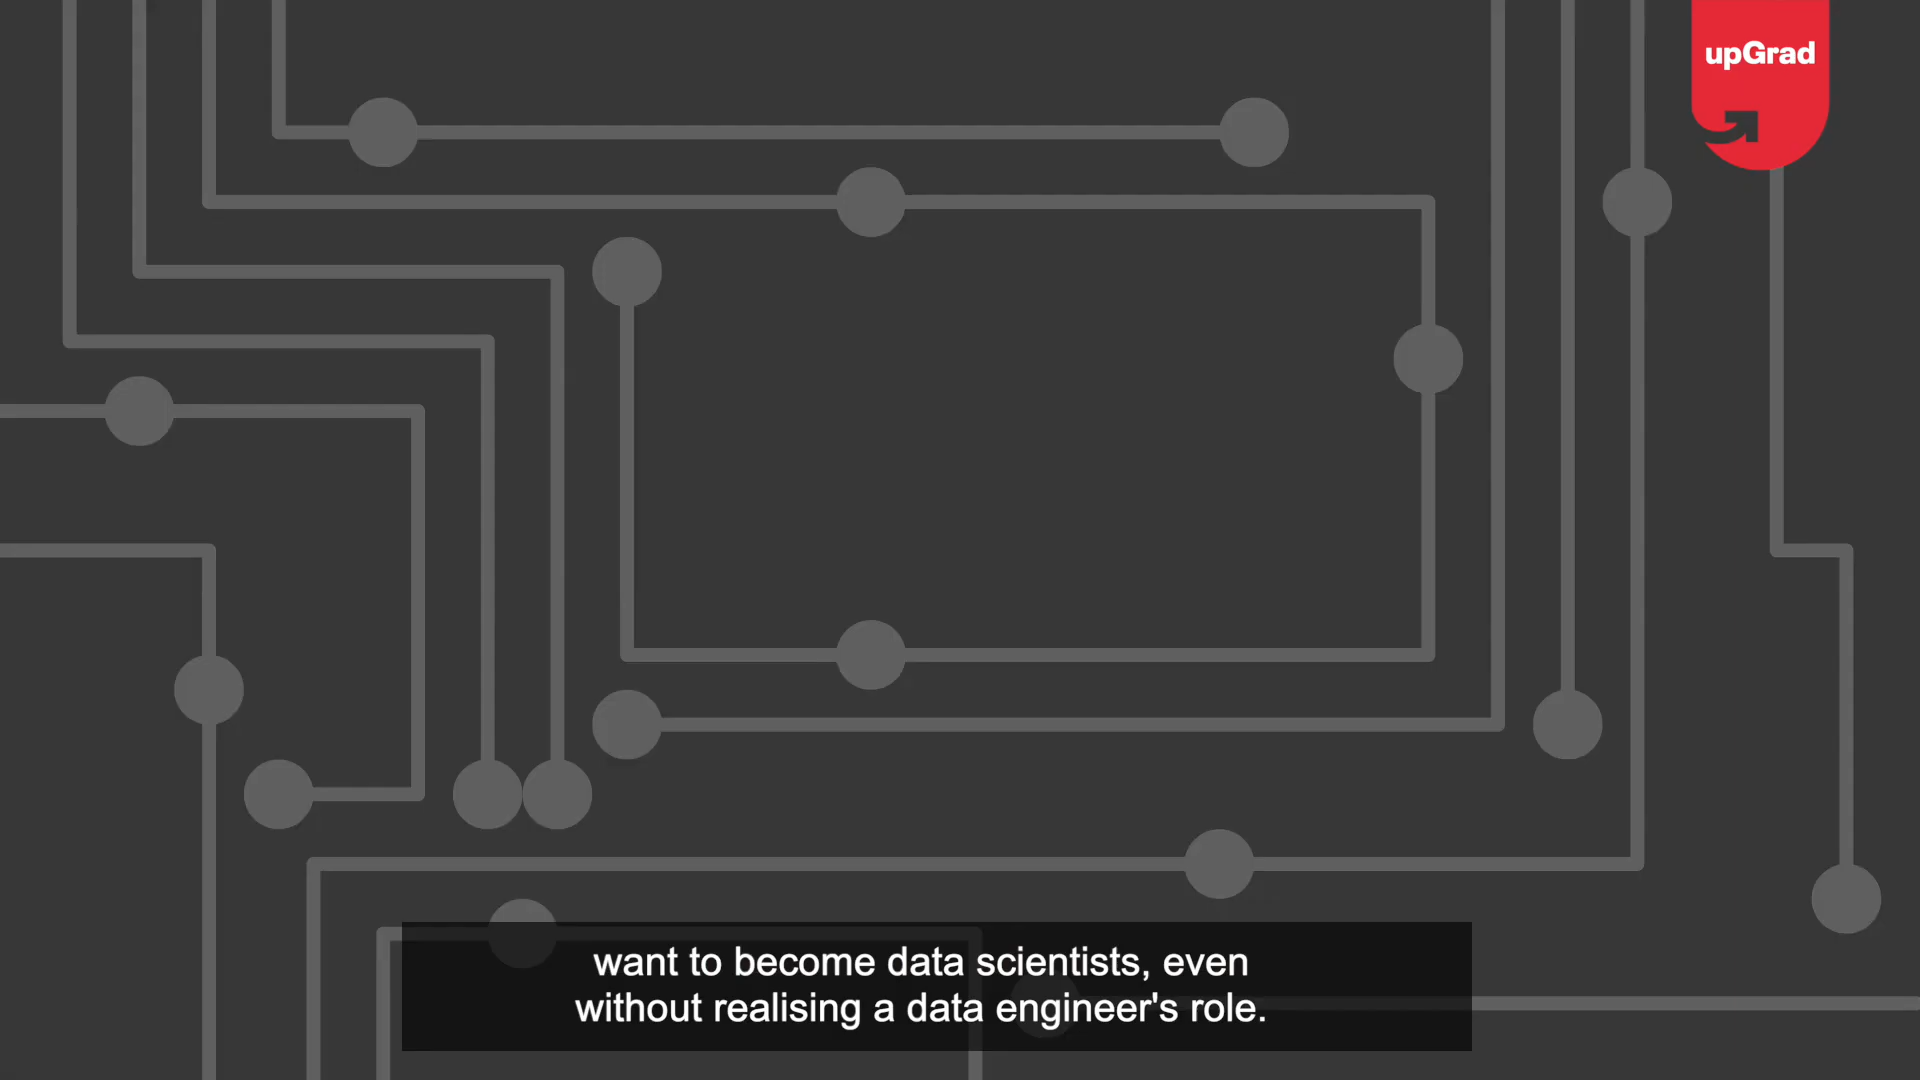 upGrad
want to become data scientists, even
without realising a data engineer's role.